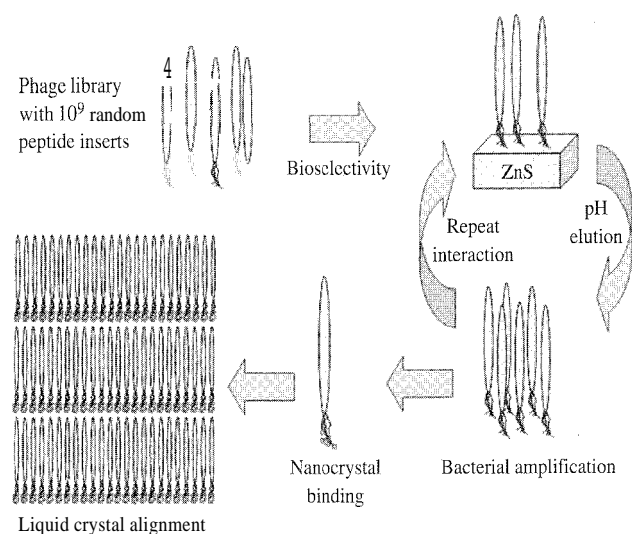 4
Phage library
with 10⁹ random
peptide inserts
Bioselectivity
ZnS
pH
elution
Repeat
interaction
Nanocrystal
binding
Bacterial amplification
Liquid crystal alignment